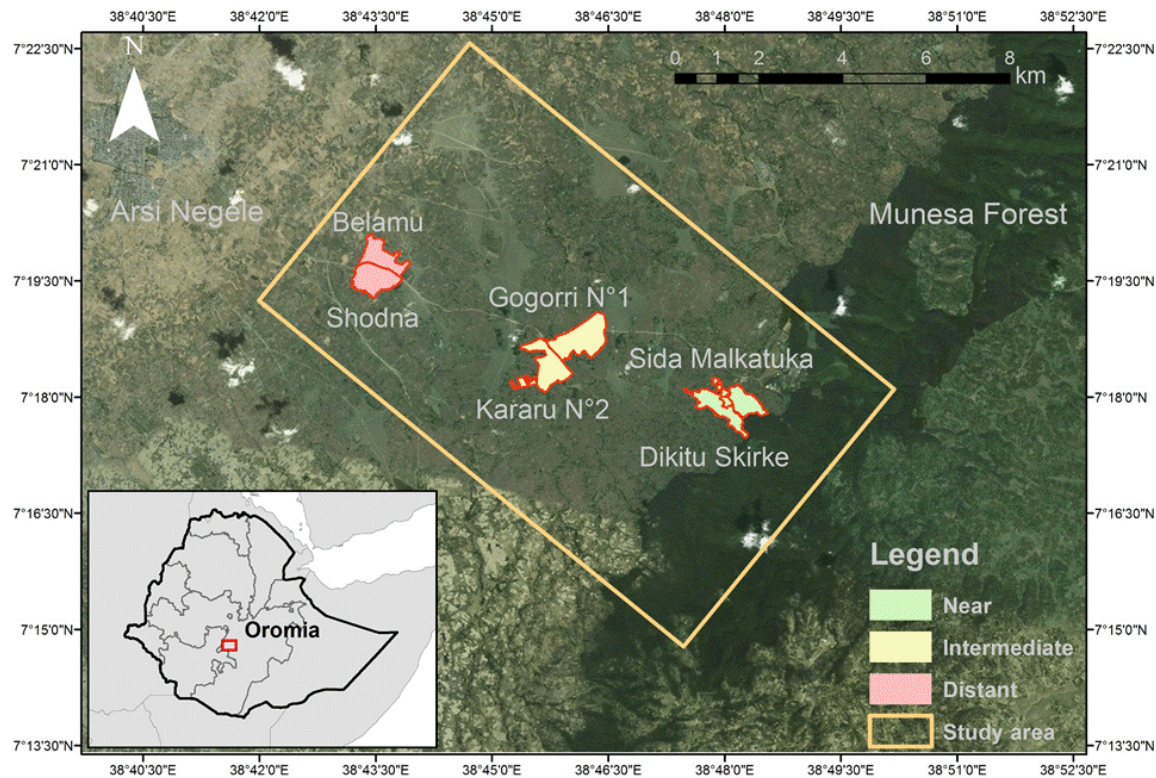 38°40'30"E 38°42'0"E 38°43'30"E 38°45'0"E 38°46'30"E 38°48'0"E 38°49'30"E 38°51'0"E 38°52'30"E
7°22'30"N 7°22'30"N
N
0 1 2 4 6 8
km
7°21'0"N 7°21'0"N
Arsi Negele
Munesa Forest
Belamu
7°19'30"N 7°19'30"N
Gogorri N°1
Shodna
Sida Malkatuka
7°18'0"N 7°18'0"N
Kararu N°2
Dikitu Skirke
7°16'30"N 7°16'30"N
Legend
Near
Intermediate
Distant
Study area
7°15'0"N 7°15'0"N
Oromia
7°13'30"N 7°13'30"N
38°40'30"E 38°42'0"E 38°43'30"E 38°45'0"E 38°46'30"E 38°48'0"E 38°49'30"E 38°51'0"E 38°52'30"E